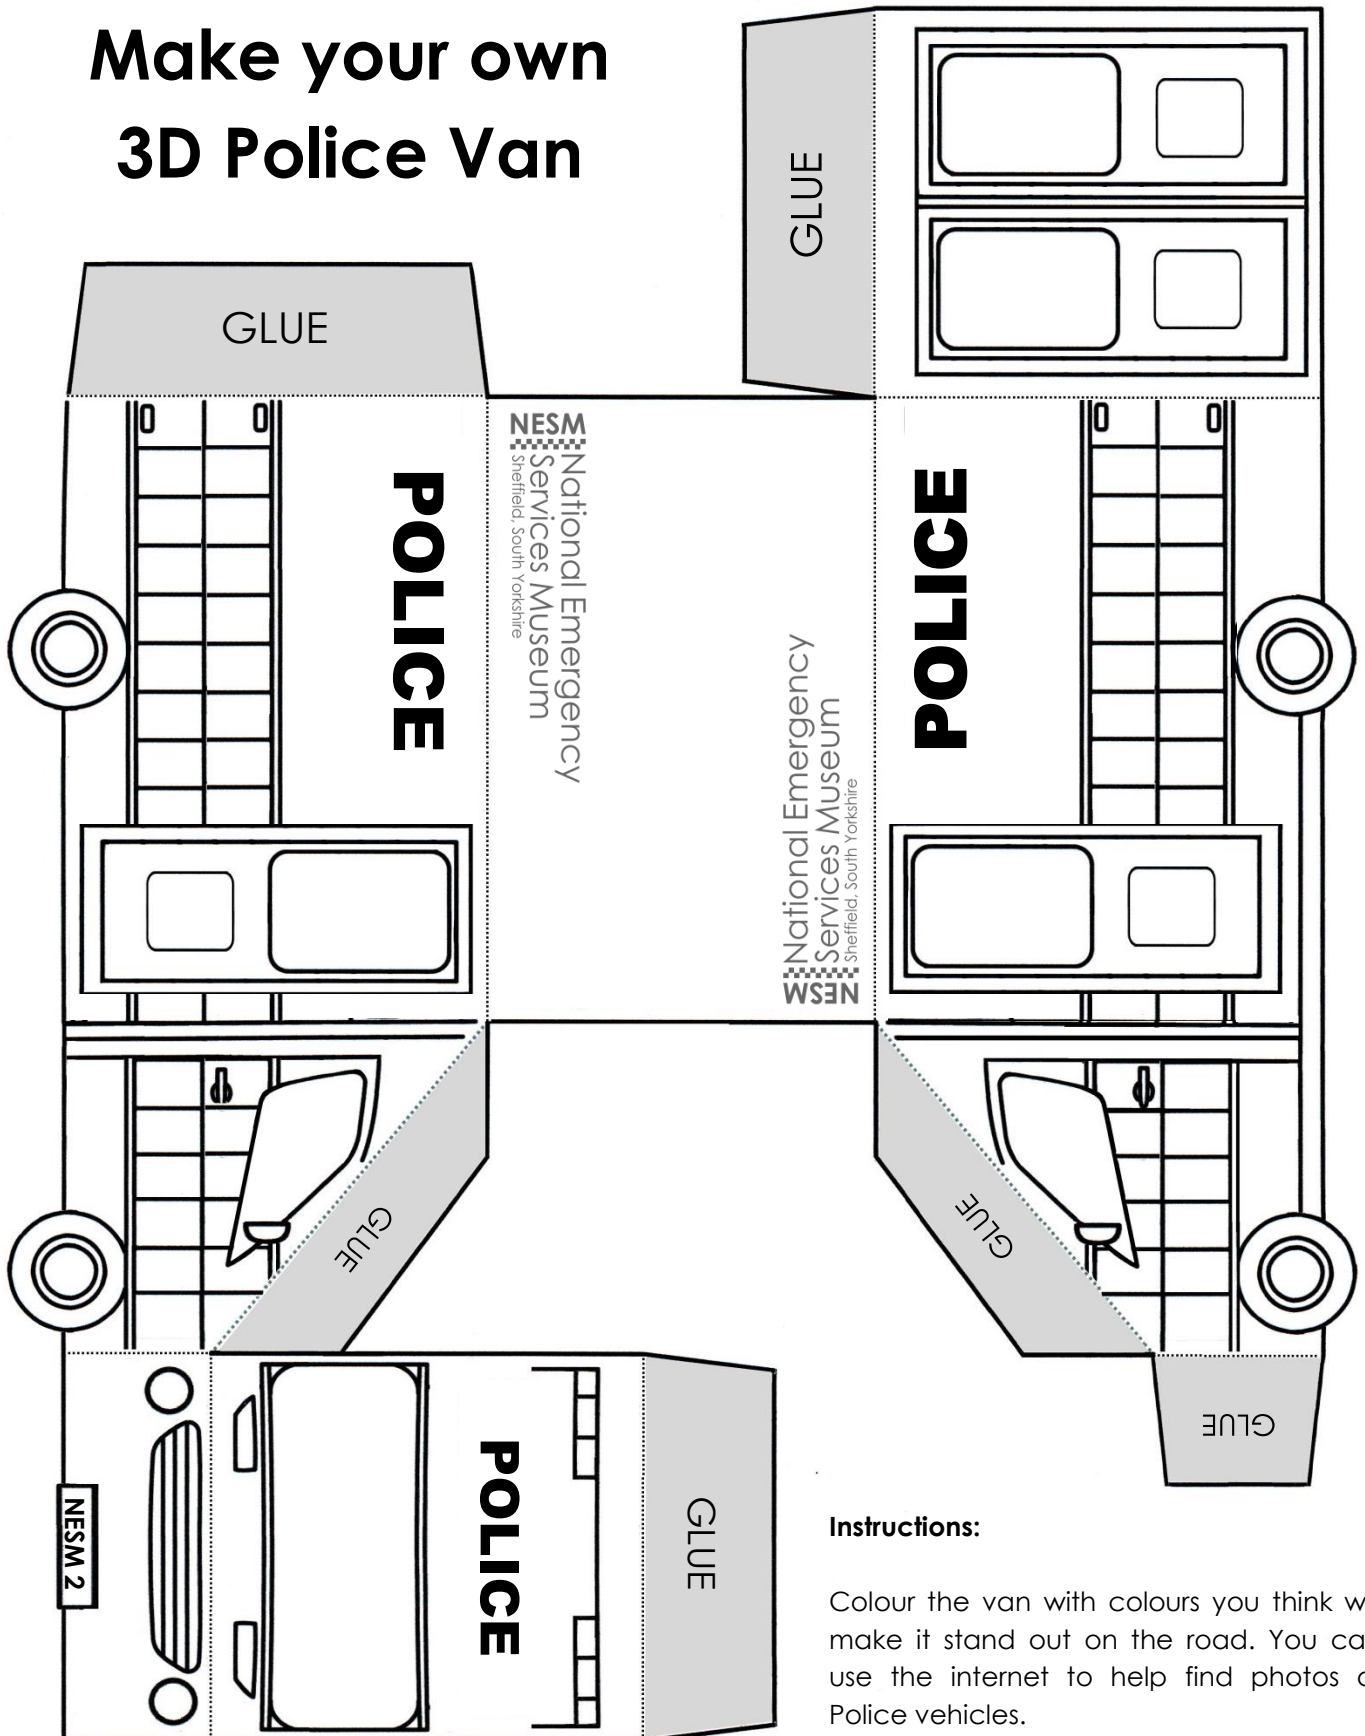 Make your own
3D Police Van
GLUE
GLUE
NESM
National Emergency
Services Museum
Sheffield, South Yorkshire
POLICE
POLICE
National Emergency
Services Museum
Sheffield, South Yorkshire
NESM
GLUE
GLUE
GLUE
NESM 2
POLICE
GLUE
Instructions:
Colour the van with colours you think
make it stand out on the road. You
use the internet to help find photos
Police vehicles.